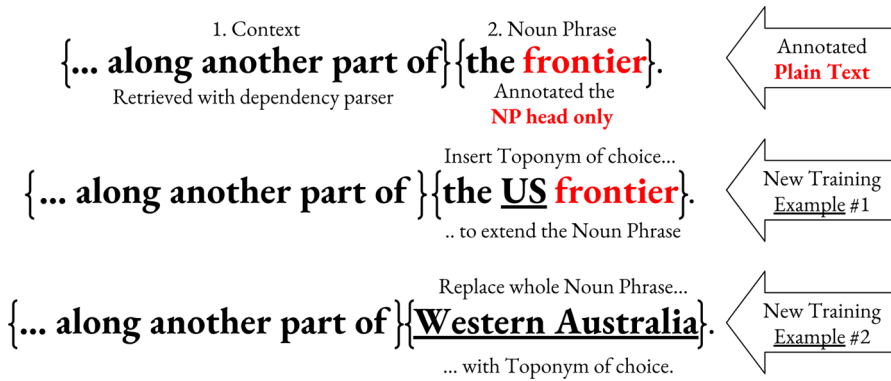 1. Context
2. Noun Phrase
{... along another part of}{the frontier}.
Retrieved with dependency parser
Annotated the
NP head only
Annotated
Plain Text
Insert Toponym of choice...
{... along another part of }{the US frontier}.
.. to extend the Noun Phrase
New Training
Example #1
Replace whole Noun Phrase...
{... along another part of }{Western Australia}.
... with Toponym of choice.
New Training
Example #2